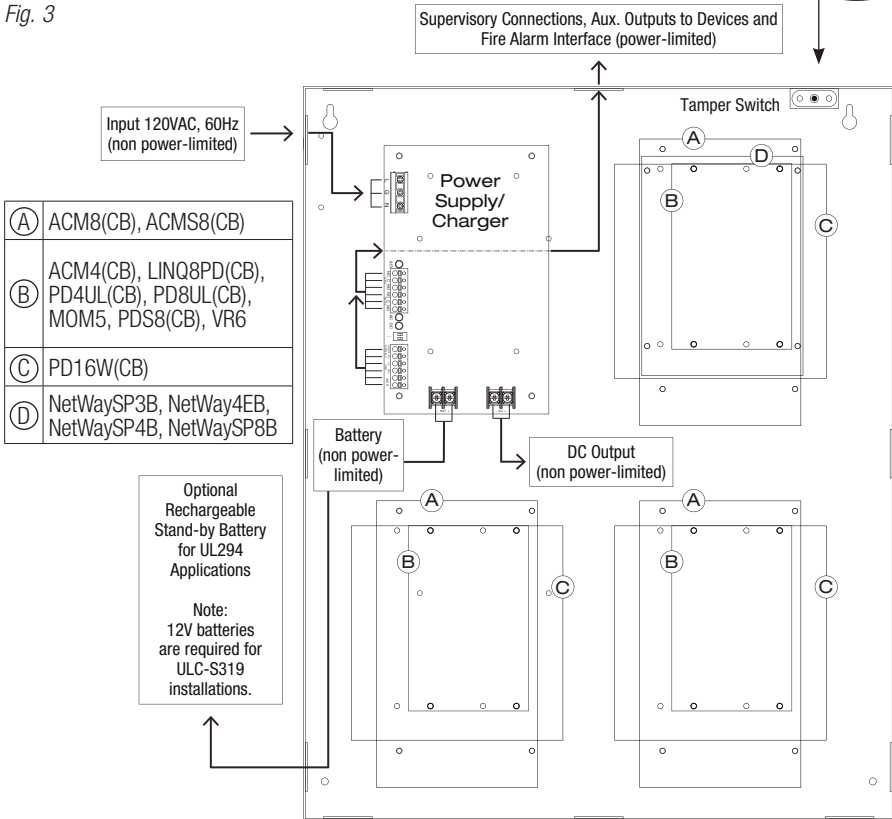 Fig. 3
Supervisory Connections, Aux. Outputs to Devices and
Fire Alarm Interface (power-limited)
Input 120VAC, 60Hz
(non power-limited)
Tamper Switch
Power
Supply/
Charger
L
G
N
A
D
B
C
A ACM8(CB), ACMS8(CB)
B ACM4(CB), LINQ8PD(CB),
PD4UL(CB), PD8UL(CB),
MOM5, PDS8(CB), VR6
C PD16W(CB)
D NetWaySP3B, NetWay4EB,
NetWaySP4B, NetWaySP8B
Battery
(non power-
limited)
DC Output
(non power-limited)
Optional
Rechargeable
Stand-by Battery
for UL294
Applications
Note:
12V batteries
are required for
ULC-S319
installations.
A
B
C
A
B
C